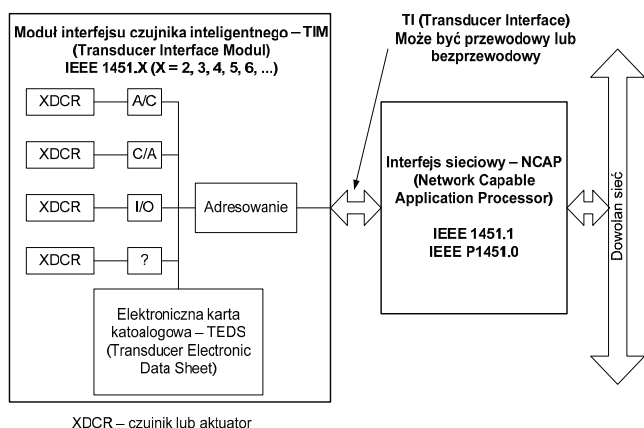 Moduł interfejsu czujnika inteligentnego – TIM
(Transducer Interface Modul)
IEEE 1451.X (X = 2, 3, 4, 5, 6, ...)
XDCR
A/C
XDCR
C/A
XDCR
I/O
XDCR
?
Adresowanie
Elektroniczna karta
katoalogowa – TEDS
(Transducer Electronic
Data Sheet)
TI (Transducer Interface)
Może być przewodowy lub
bezprzewodowy
Interfejs sieciowy – NCAP
(Network Capable
Application Processor)
IEEE 1451.1
IEEE P1451.0
Dowolan sieć
XDCR – czujnik lub aktuator